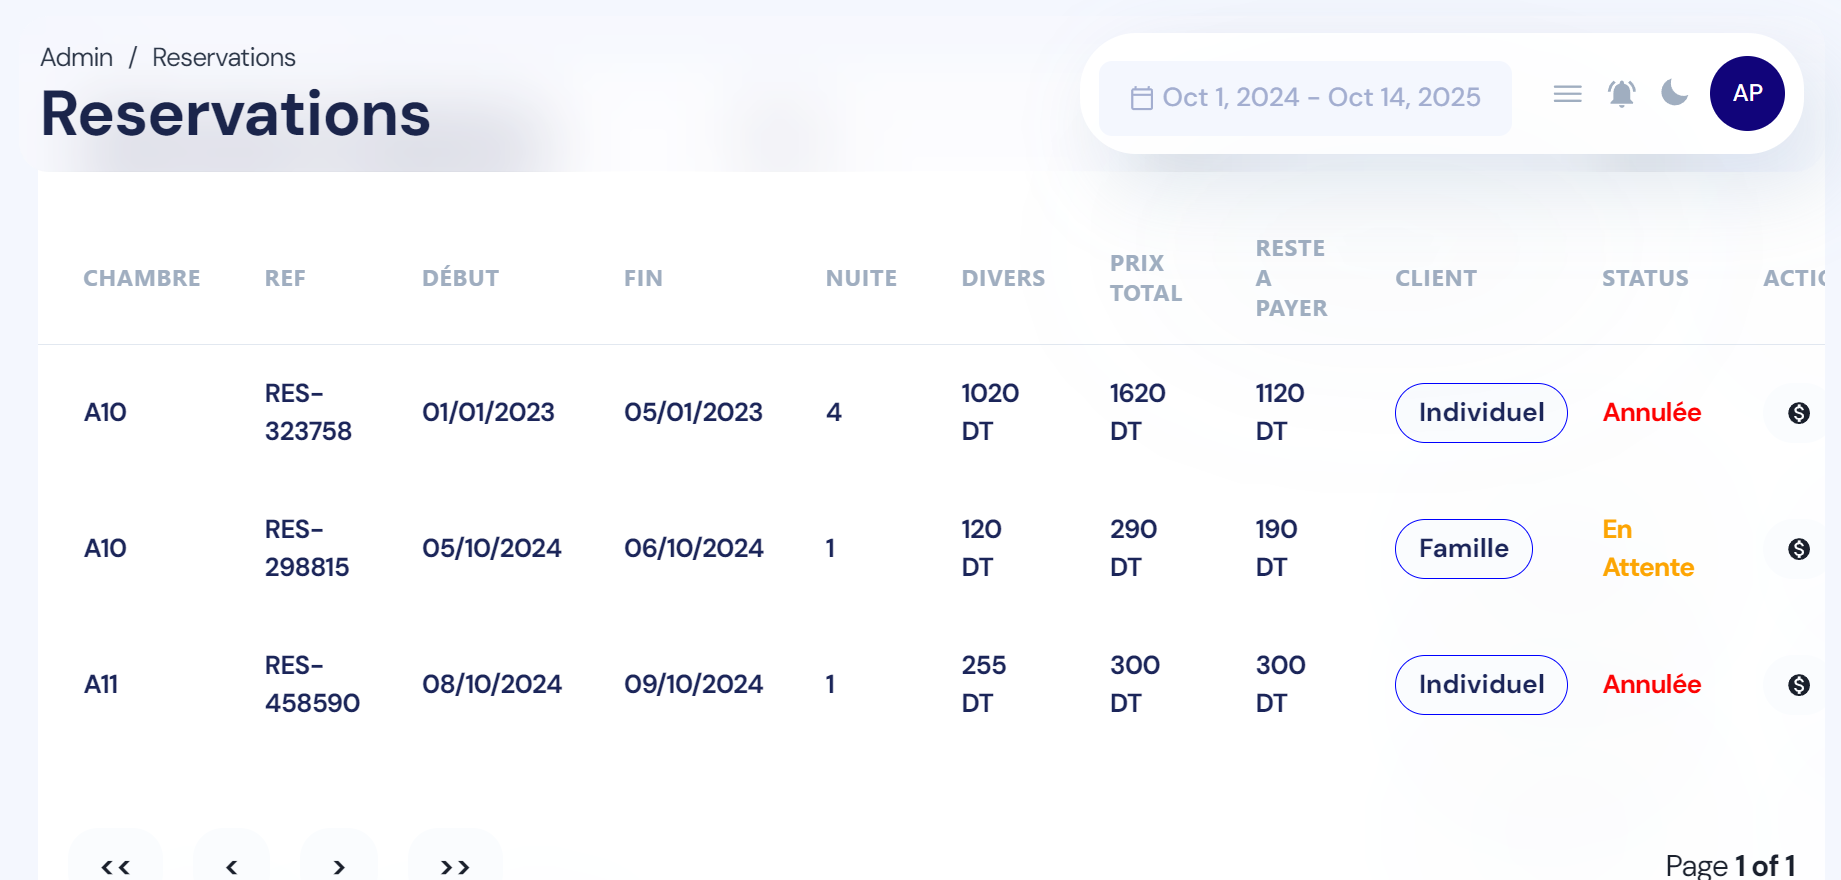 Admin / Reservations
Reservations
Oct 1, 2024 - Oct 14, 2025
AP
CHAMBRE REF DÉBUT FIN NUITE DIVERS PRIX TOTAL RESTE A PAYER CLIENT STATUS ACTIC
A10 RES-323758 01/01/2023 05/01/2023 4 1020 DT 1620 DT 1120 DT Individuel Annulée
A10 RES-298815 05/10/2024 06/10/2024 1 120 DT 290 DT 190 DT Famille En Attente
A11 RES-458590 08/10/2024 09/10/2024 1 255 DT 300 DT 300 DT Individuel Annulée
<< < > >> Page 1 of 1